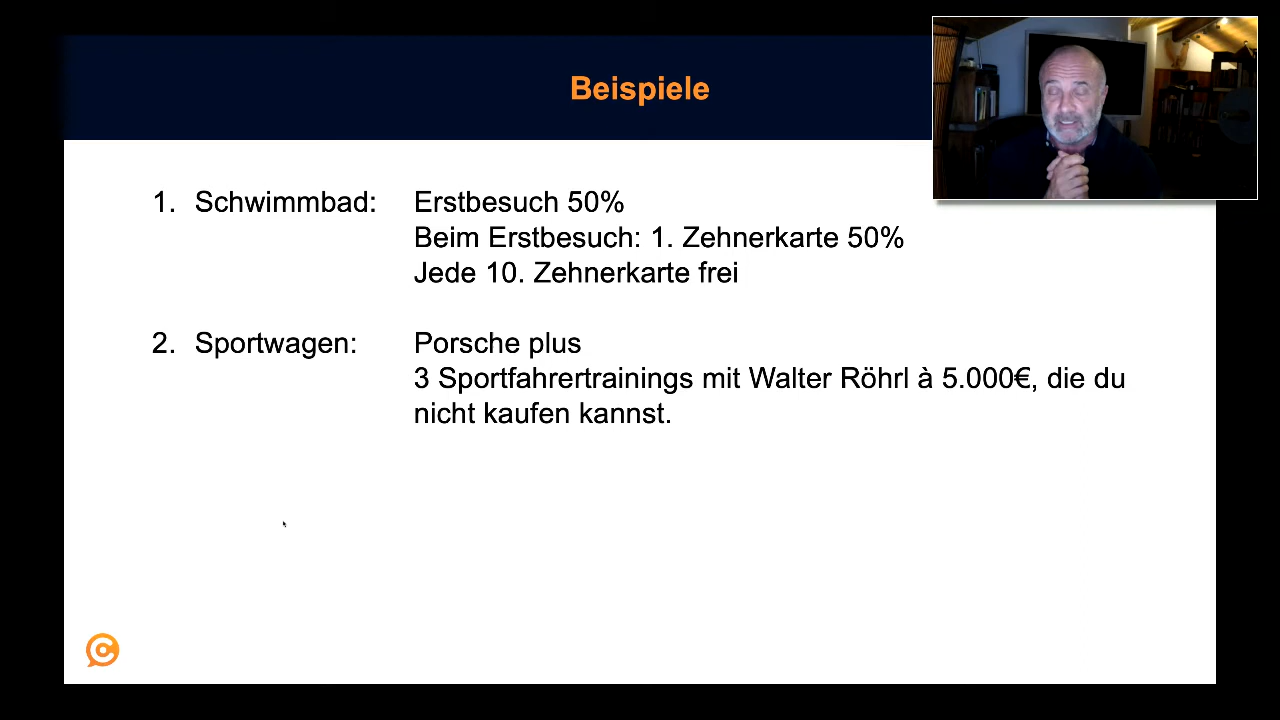 Beispiele
1. Schwimmbad: Erstbesuch 50%
Beim Erstbesuch: 1. Zehnerkarte 50%
Jede 10. Zehnerkarte frei
2. Sportwagen: Porsche plus
3 Sportfahrertrainings mit Walter Röhrl à 5.000€, die du
nicht kaufen kannst.